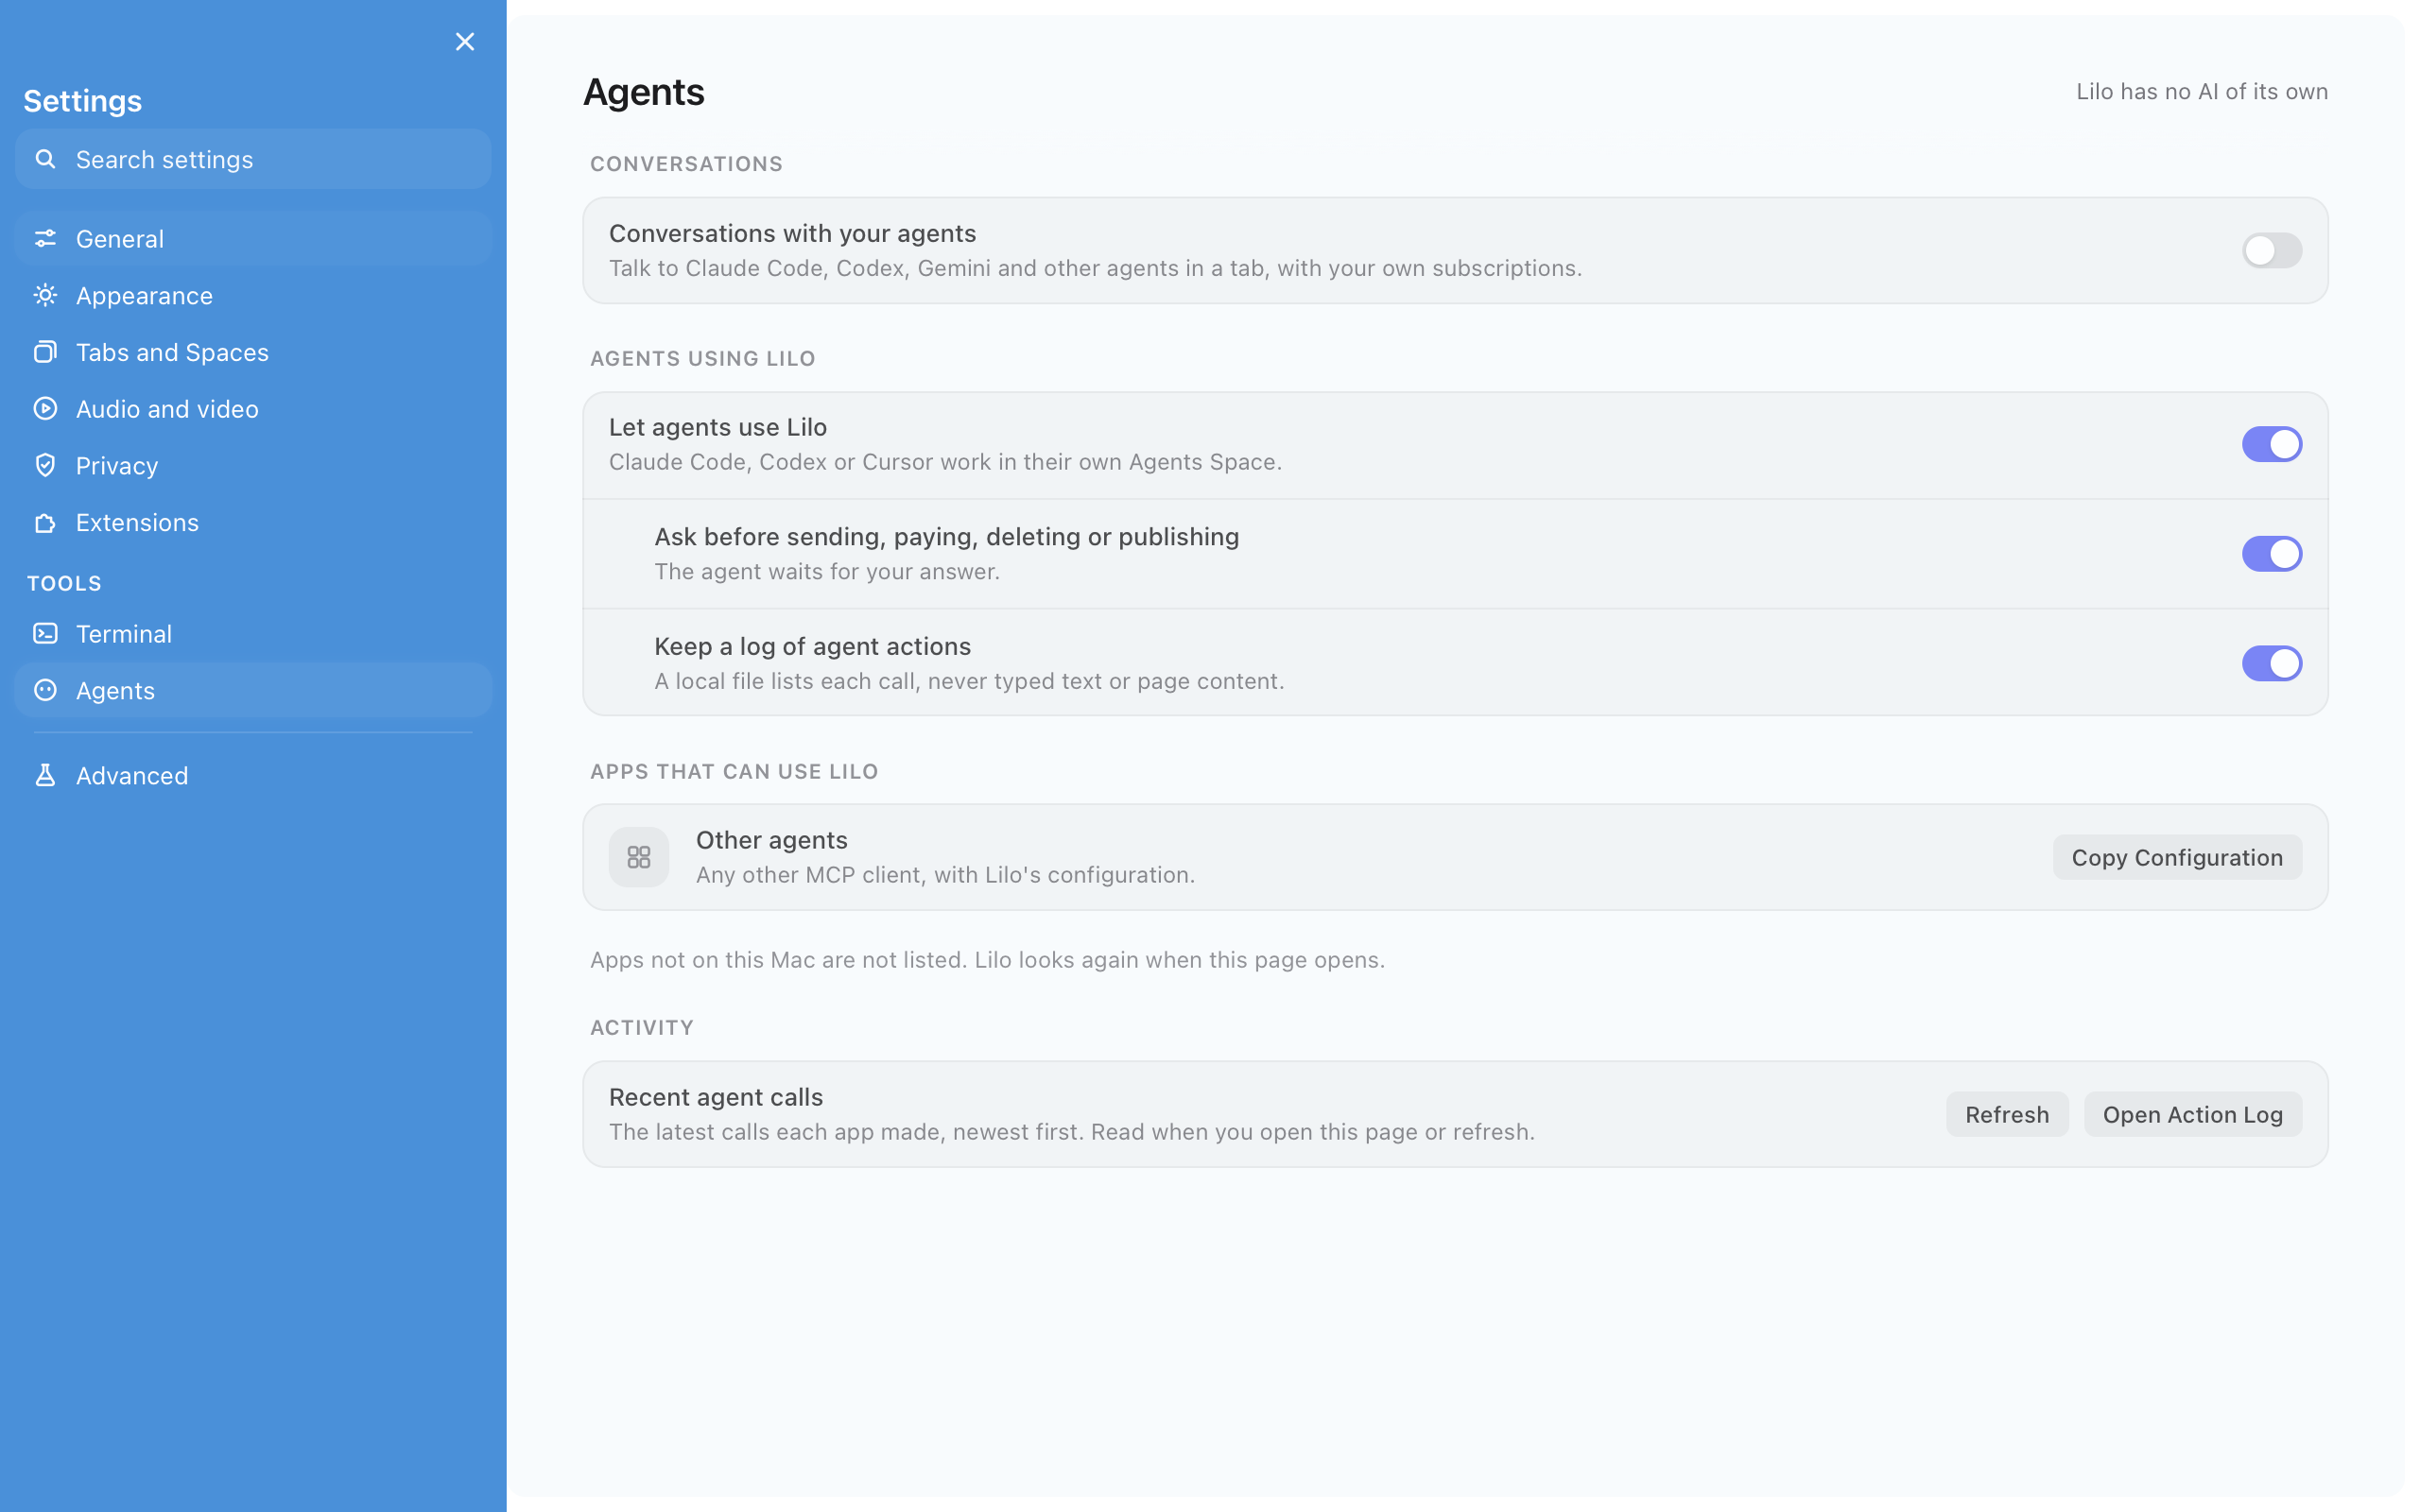 Settings
Search settings
General
Appearance
Tabs and Spaces
Audio and video
Privacy
Extensions
TOOLS
Terminal
Agents
Advanced
Agents
Lilo has no AI of its own
CONVERSATIONS
Conversations with your agents
Talk to Claude Code, Codex, Gemini and other agents in a tab, with your own subscriptions.
AGENTS USING LILO
Let agents use Lilo
Claude Code, Codex or Cursor work in their own Agents Space.
Ask before sending, paying, deleting or publishing
The agent waits for your answer.
Keep a log of agent actions
A local file lists each call, never typed text or page content.
APPS THAT CAN USE LILO
Other agents
Any other MCP client, with Lilo's configuration.
Copy Configuration
Apps not on this Mac are not listed. Lilo looks again when this page opens.
ACTIVITY
Recent agent calls
The latest calls each app made, newest first. Read when you open this page or refresh.
Refresh
Open Action Log